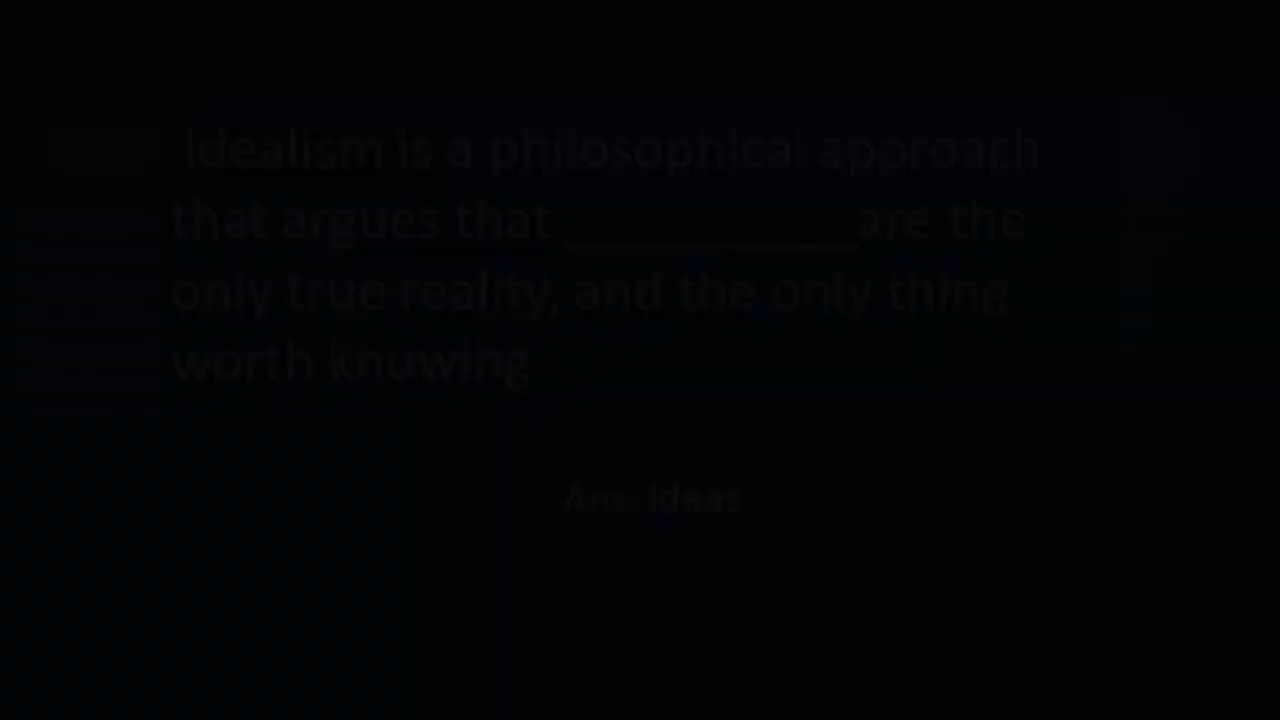 Idealism is a philosophical approach
that argues that ____________ are the
only true reality, and the only thing
worth knowing
Ans Ideas